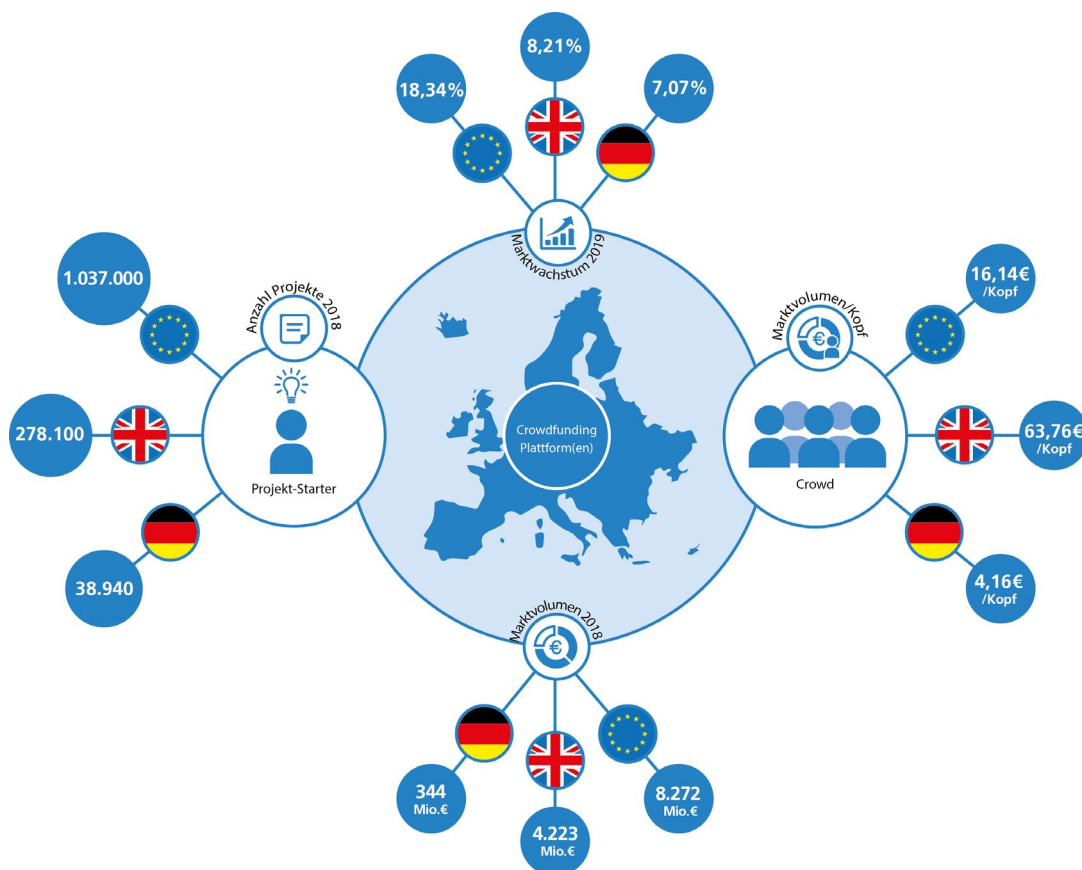 8,21%
18,34%
7,07%
Marktwachstum 2019
1.037.000
Anzahl Projekte 2018
278.100
38.940
Projekt-Starter
Crowdfunding
Plattform(en)
Marktvolumen/Kopf
€
16,14€
/Kopf
63,76€
/Kopf
4,16€
/Kopf
Crowd
Marktvolumen 2018
€
344
Mio.€
4.223
Mio.€
8.272
Mio.€